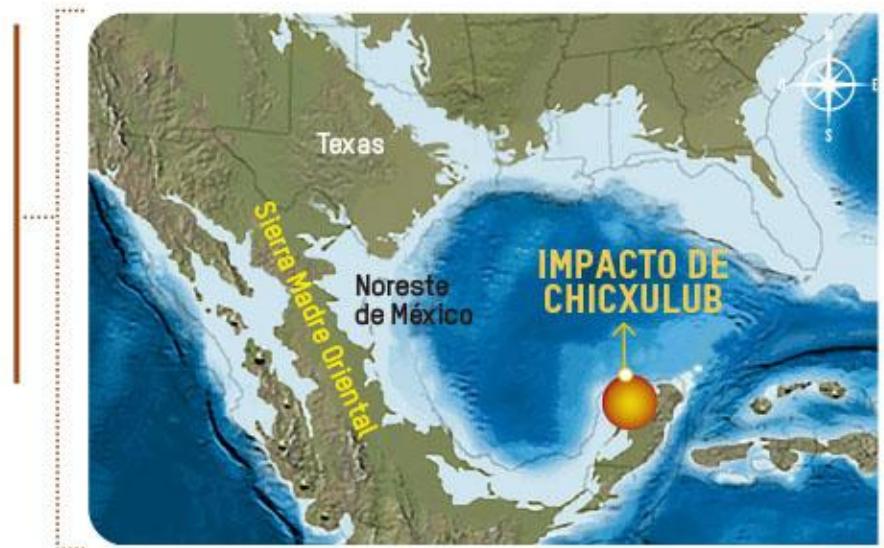 Texas
E
S
Sierra Madre Oriental
Noreste
de México
IMPACTO DE
CHICXULUB